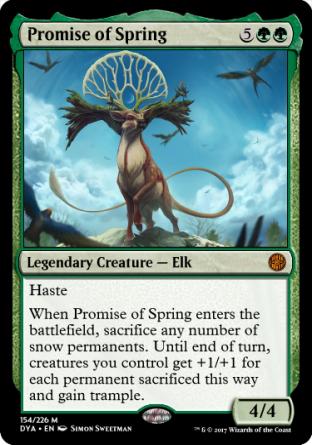 Promise of Spring 5
Legendary Creature — Elk
Haste
When Promise of Spring enters the
battlefield, sacrifice any number of
snow permanents. Until end of turn,
creatures you control get +1/+1 for
each permanent sacrificed this way
and gain trample.
4/4
154/226 M
DYA • EN SIMON SWEETMAN
™ & © 2017 Wizards of the Coast